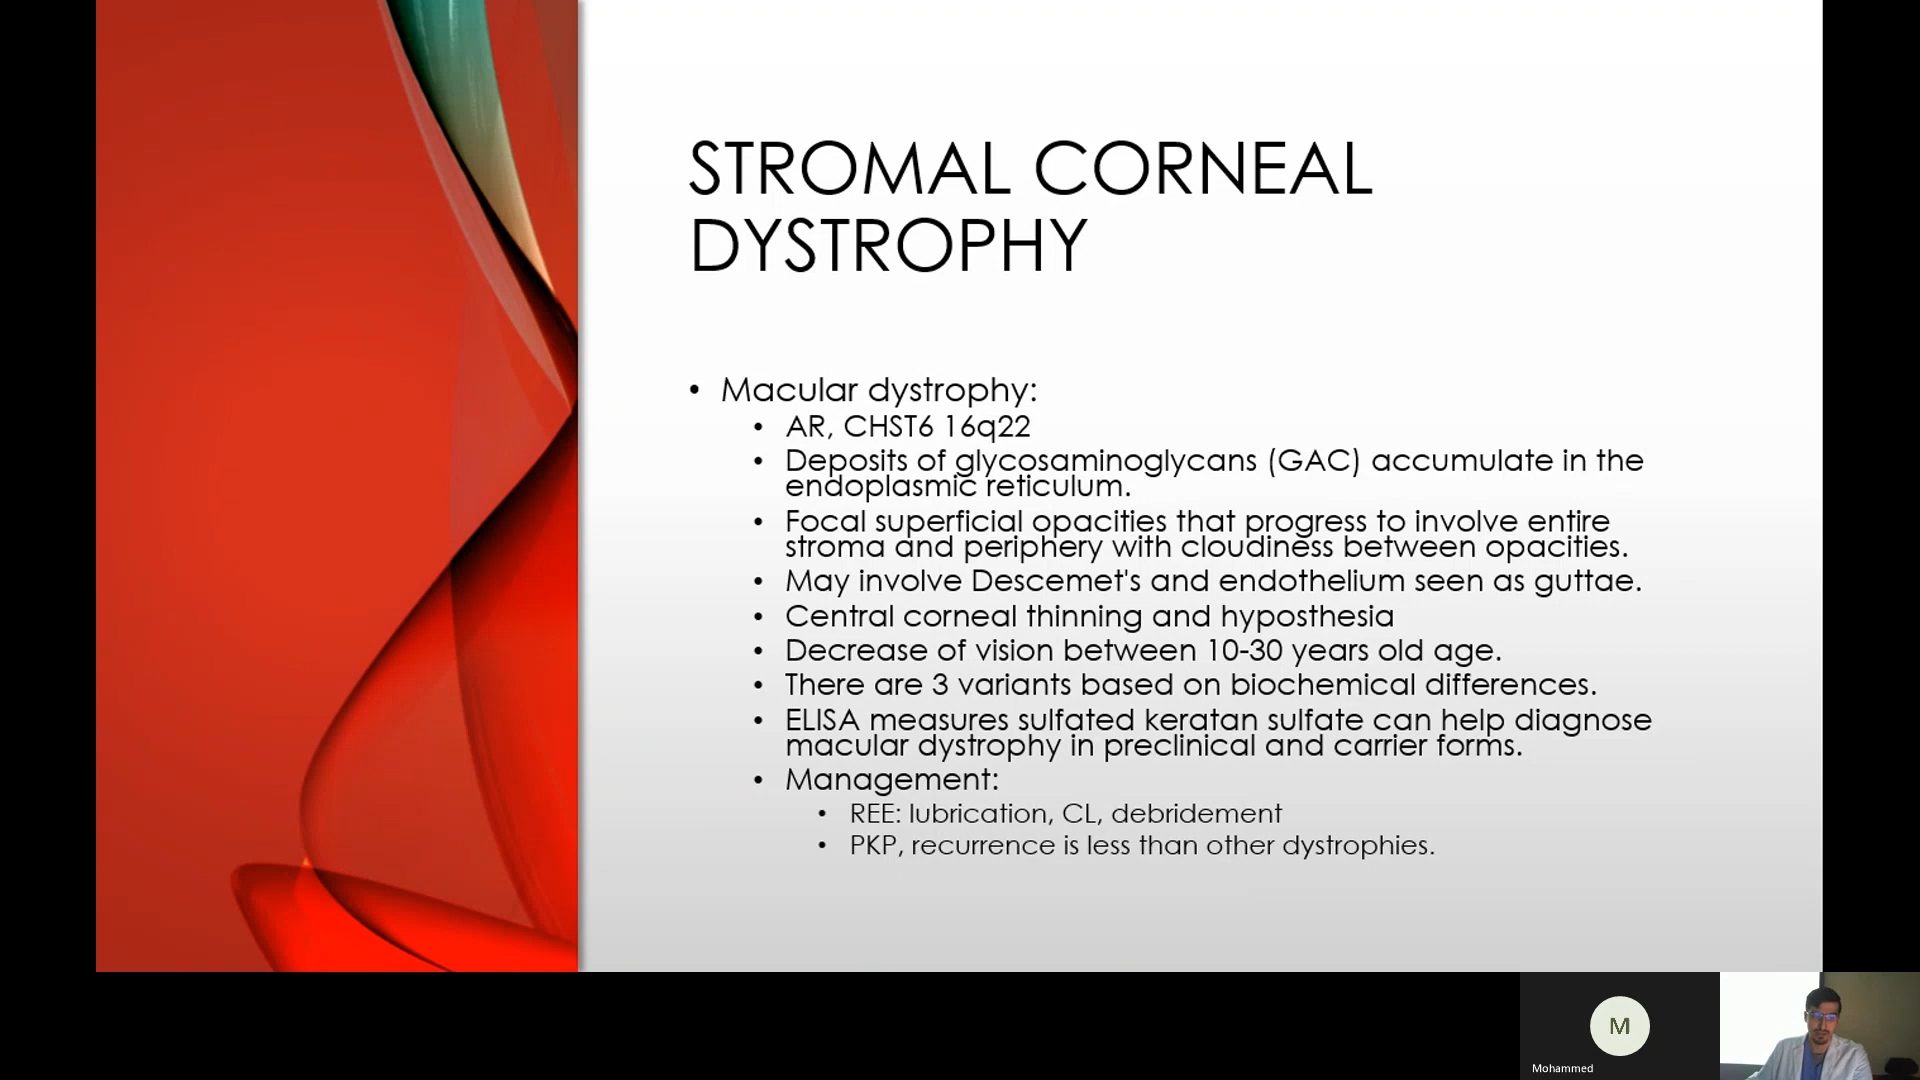 STROMAL CORNEAL
DYSTROPHY
• Macular dystrophy:
• AR, CHST6 16q22
• Deposits of glycosaminoglycans (GAC) accumulate in the
endoplasmic reticulum.
• Focal superficial opacities that progress to involve entire
stroma and periphery with cloudiness between opacities.
• May involve Descemet's and endothelium seen as guttae.
• Central corneal thinning and hyposthesia
• Decrease of vision between 10-30 years old age.
• There are 3 variants based on biochemical differences.
• ELISA measures sulfated keratan sulfate can help diagnose
macular dystrophy in preclinical and carrier forms.
• Management:
• REE: lubrication, CL, debridement
• PKP, recurrence is less than other dystrophies.
M
Mohammed